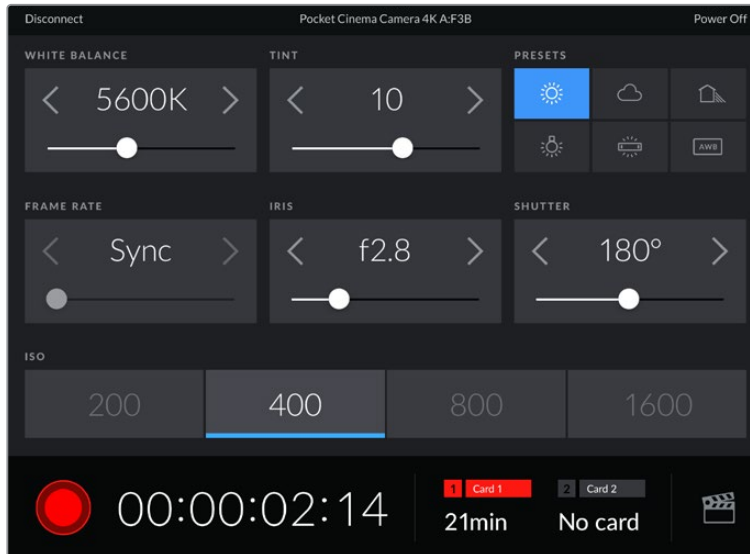 Disconnect Pocket Cinema Camera 4K A:F3B Power Off
WHITE BALANCE TINT PRESETS
5600K 10
AWB
FRAME RATE IRIS SHUTTER
Sync f2.8 180°
ISO
200 400 800 1600
00:00:02:14
1 Card 1 2 Card 2
21min No card